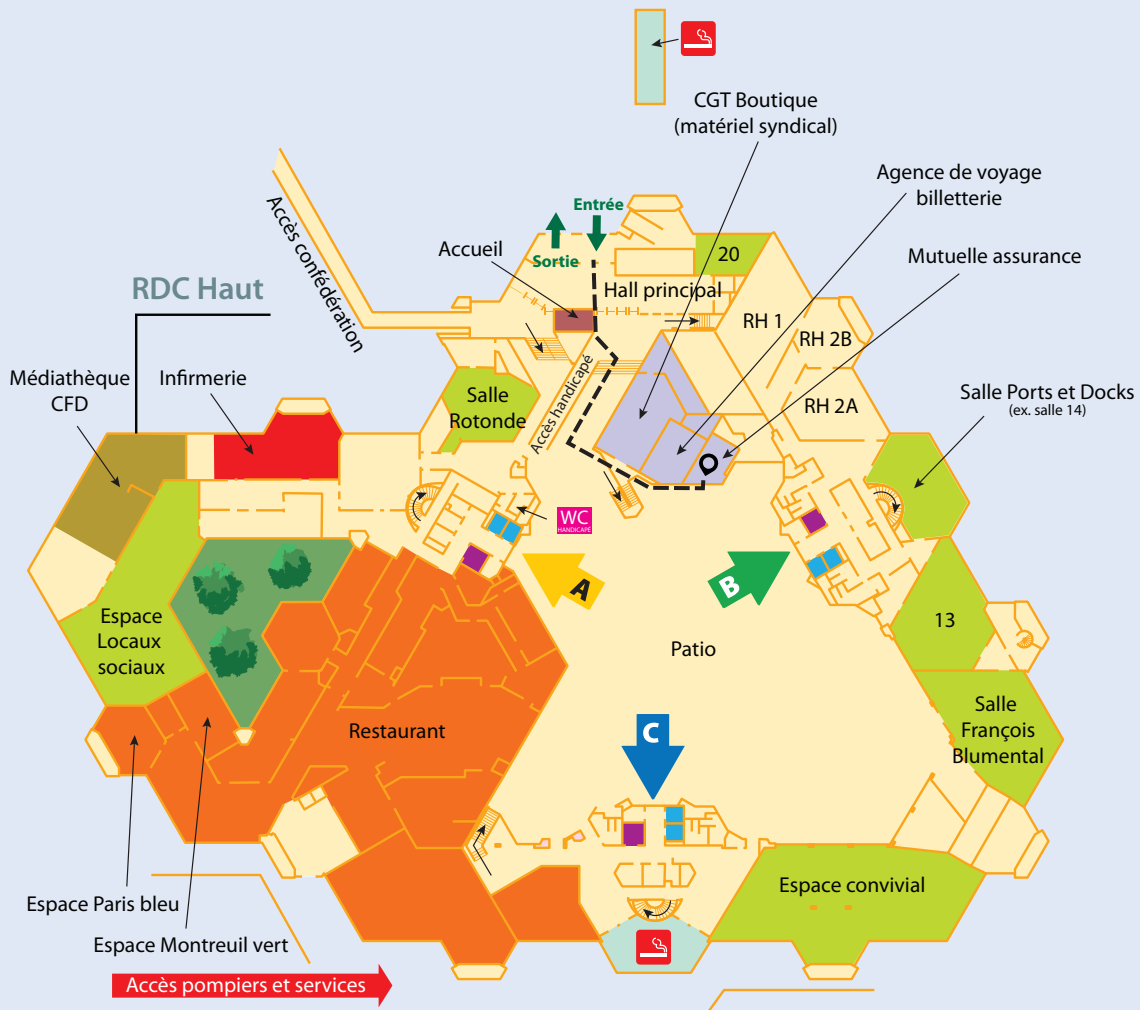 CGT Boutique
(matériel syndical)
Agence de voyage
billetterie
Entrée
Sortie
Accueil
20
Mutuelle assurance
Accès confédération
RDC Haut
Hall principal
RH 1
RH 2B
RH 2A
Médiathèque
CFD
Infirmerie
Salle
Rotonde
Accès handicapé
Salle Ports et Docks
(ex. salle 14)
WC
HANDICAPÉ
A
B
Espace
Locaux
sociaux
13
Patio
Restaurant
C
Salle
François
Blumental
Espace convivial
Espace Paris bleu
Espace Montreuil vert
Accès pompiers et services